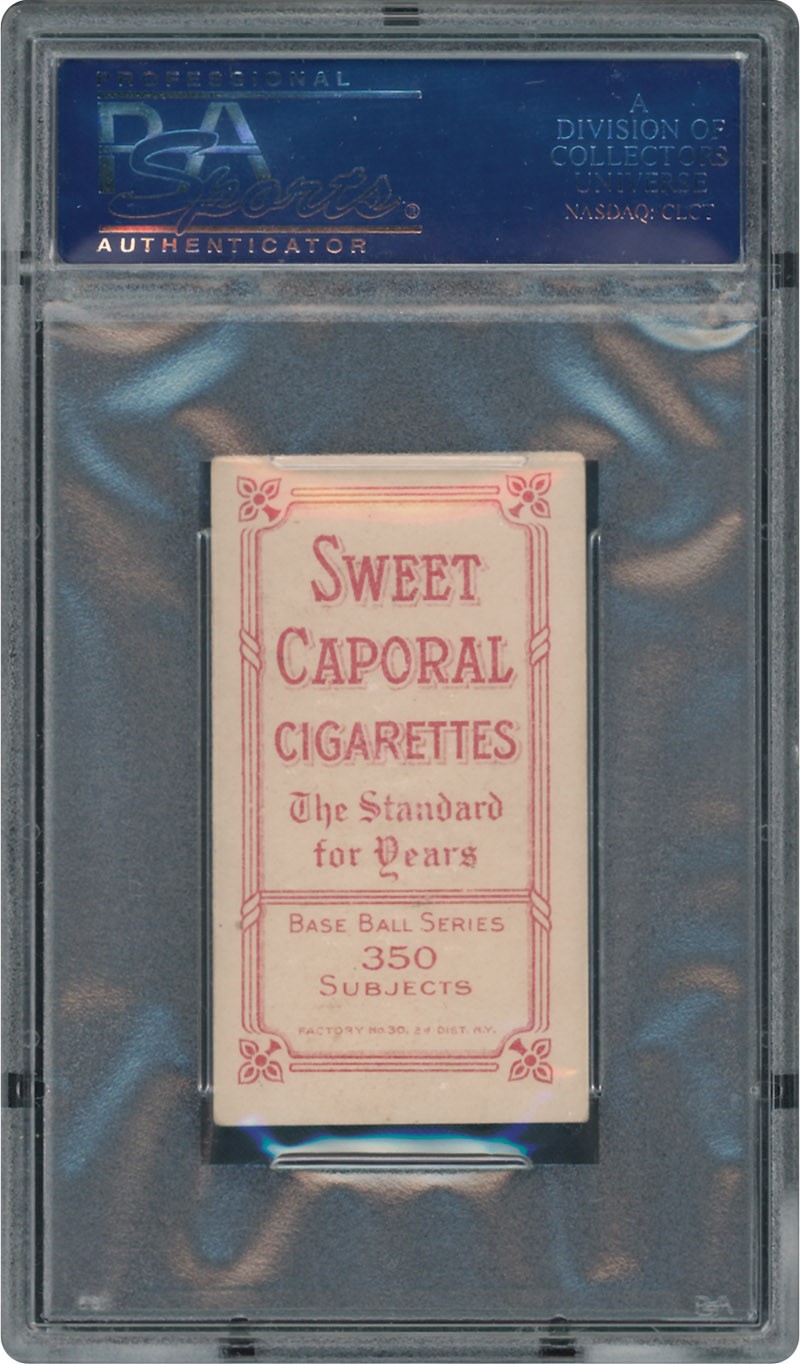 PROFESSIONAL
PSA
Sports®
AUTHENTICATOR
A
DIVISION OF
COLLECTORS
UNIVERSE
NASDAQ: CLCT
SWEET
CAPORAL
CIGARETTES
The Standard
for Years
BASE BALL SERIES
350
SUBJECTS
FACTORY No. 30, 2d DIST. N.Y.
PSA